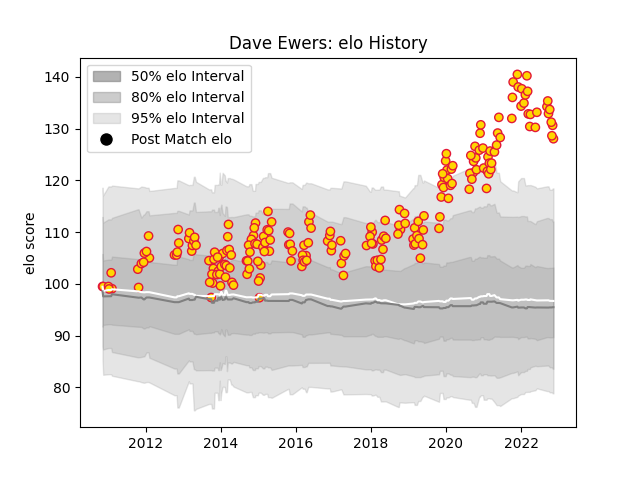 Dave Ewers: elo History
50% elo Interval
80% elo Interval
95% elo Interval
Post Match elo
elo score
140
130
120
110
100
90
80
2012 2014 2016 2018 2020 2022